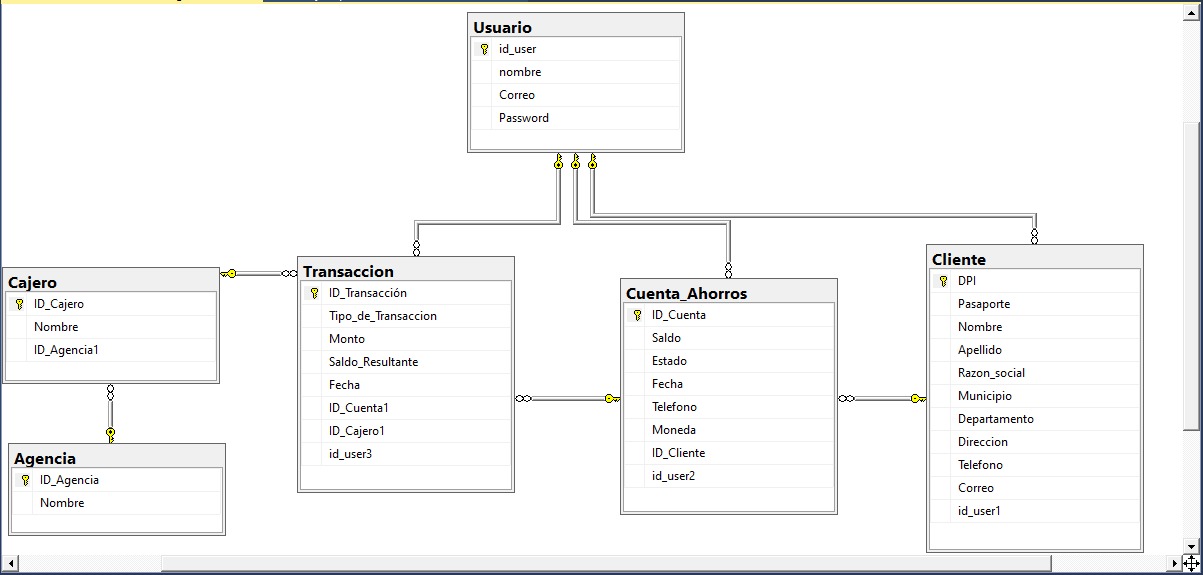 Usuario
id_user
nombre
Correo
Password
Cajero
ID_Cajero
Nombre
ID_Agencia1
Agencia
ID_Agencia
Nombre
Transaccion
ID_Transacción
Tipo_de_Transaccion
Monto
Saldo_Resultante
Fecha
ID_Cuenta1
ID_Cajero1
id_user3
Cuenta_Ahorros
ID_Cuenta
Saldo
Estado
Fecha
Telefono
Moneda
ID_Cliente
id_user2
Cliente
DPI
Pasaporte
Nombre
Apellido
Razon_social
Municipio
Departamento
Direccion
Telefono
Correo
id_user1